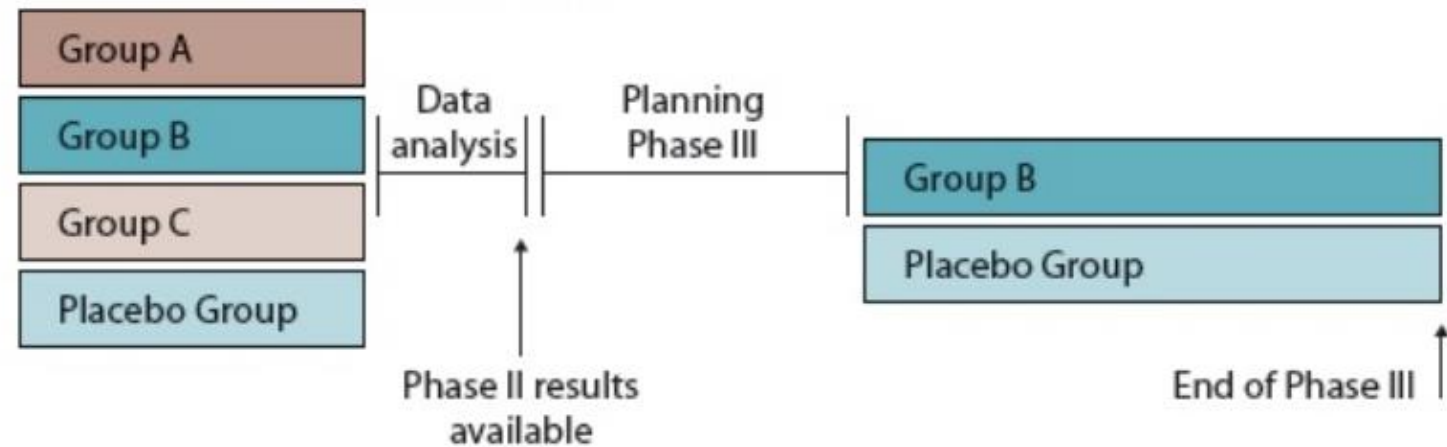 Group A
Group B
Group C
Placebo Group
Data
analysis
Phase II results
available
Planning
Phase III
Group B
Placebo Group
End of Phase III